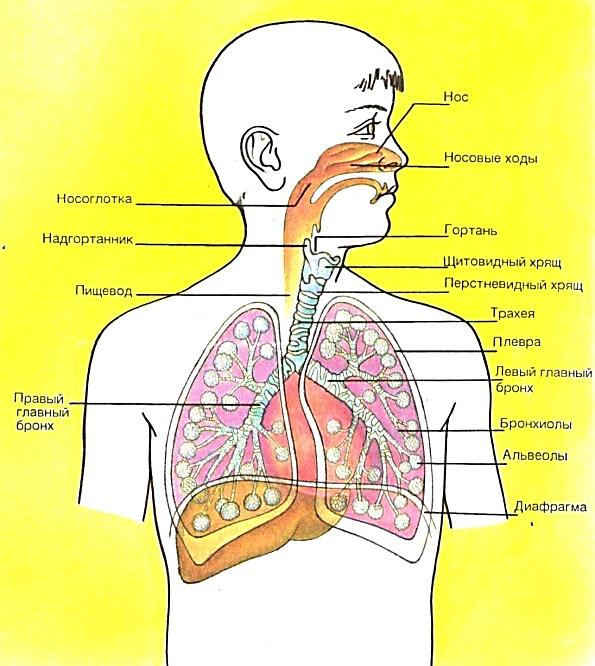 Нос
Носовые ходы
Носоглотка
Гортань
Надгортанник
Щитовидный хрящ
Перстневидный хрящ
Пищевод
Трахея
Плевра
Левый главный
бронх
Правый
главный
бронх
Бронхиолы
Альвеолы
Диафрагма